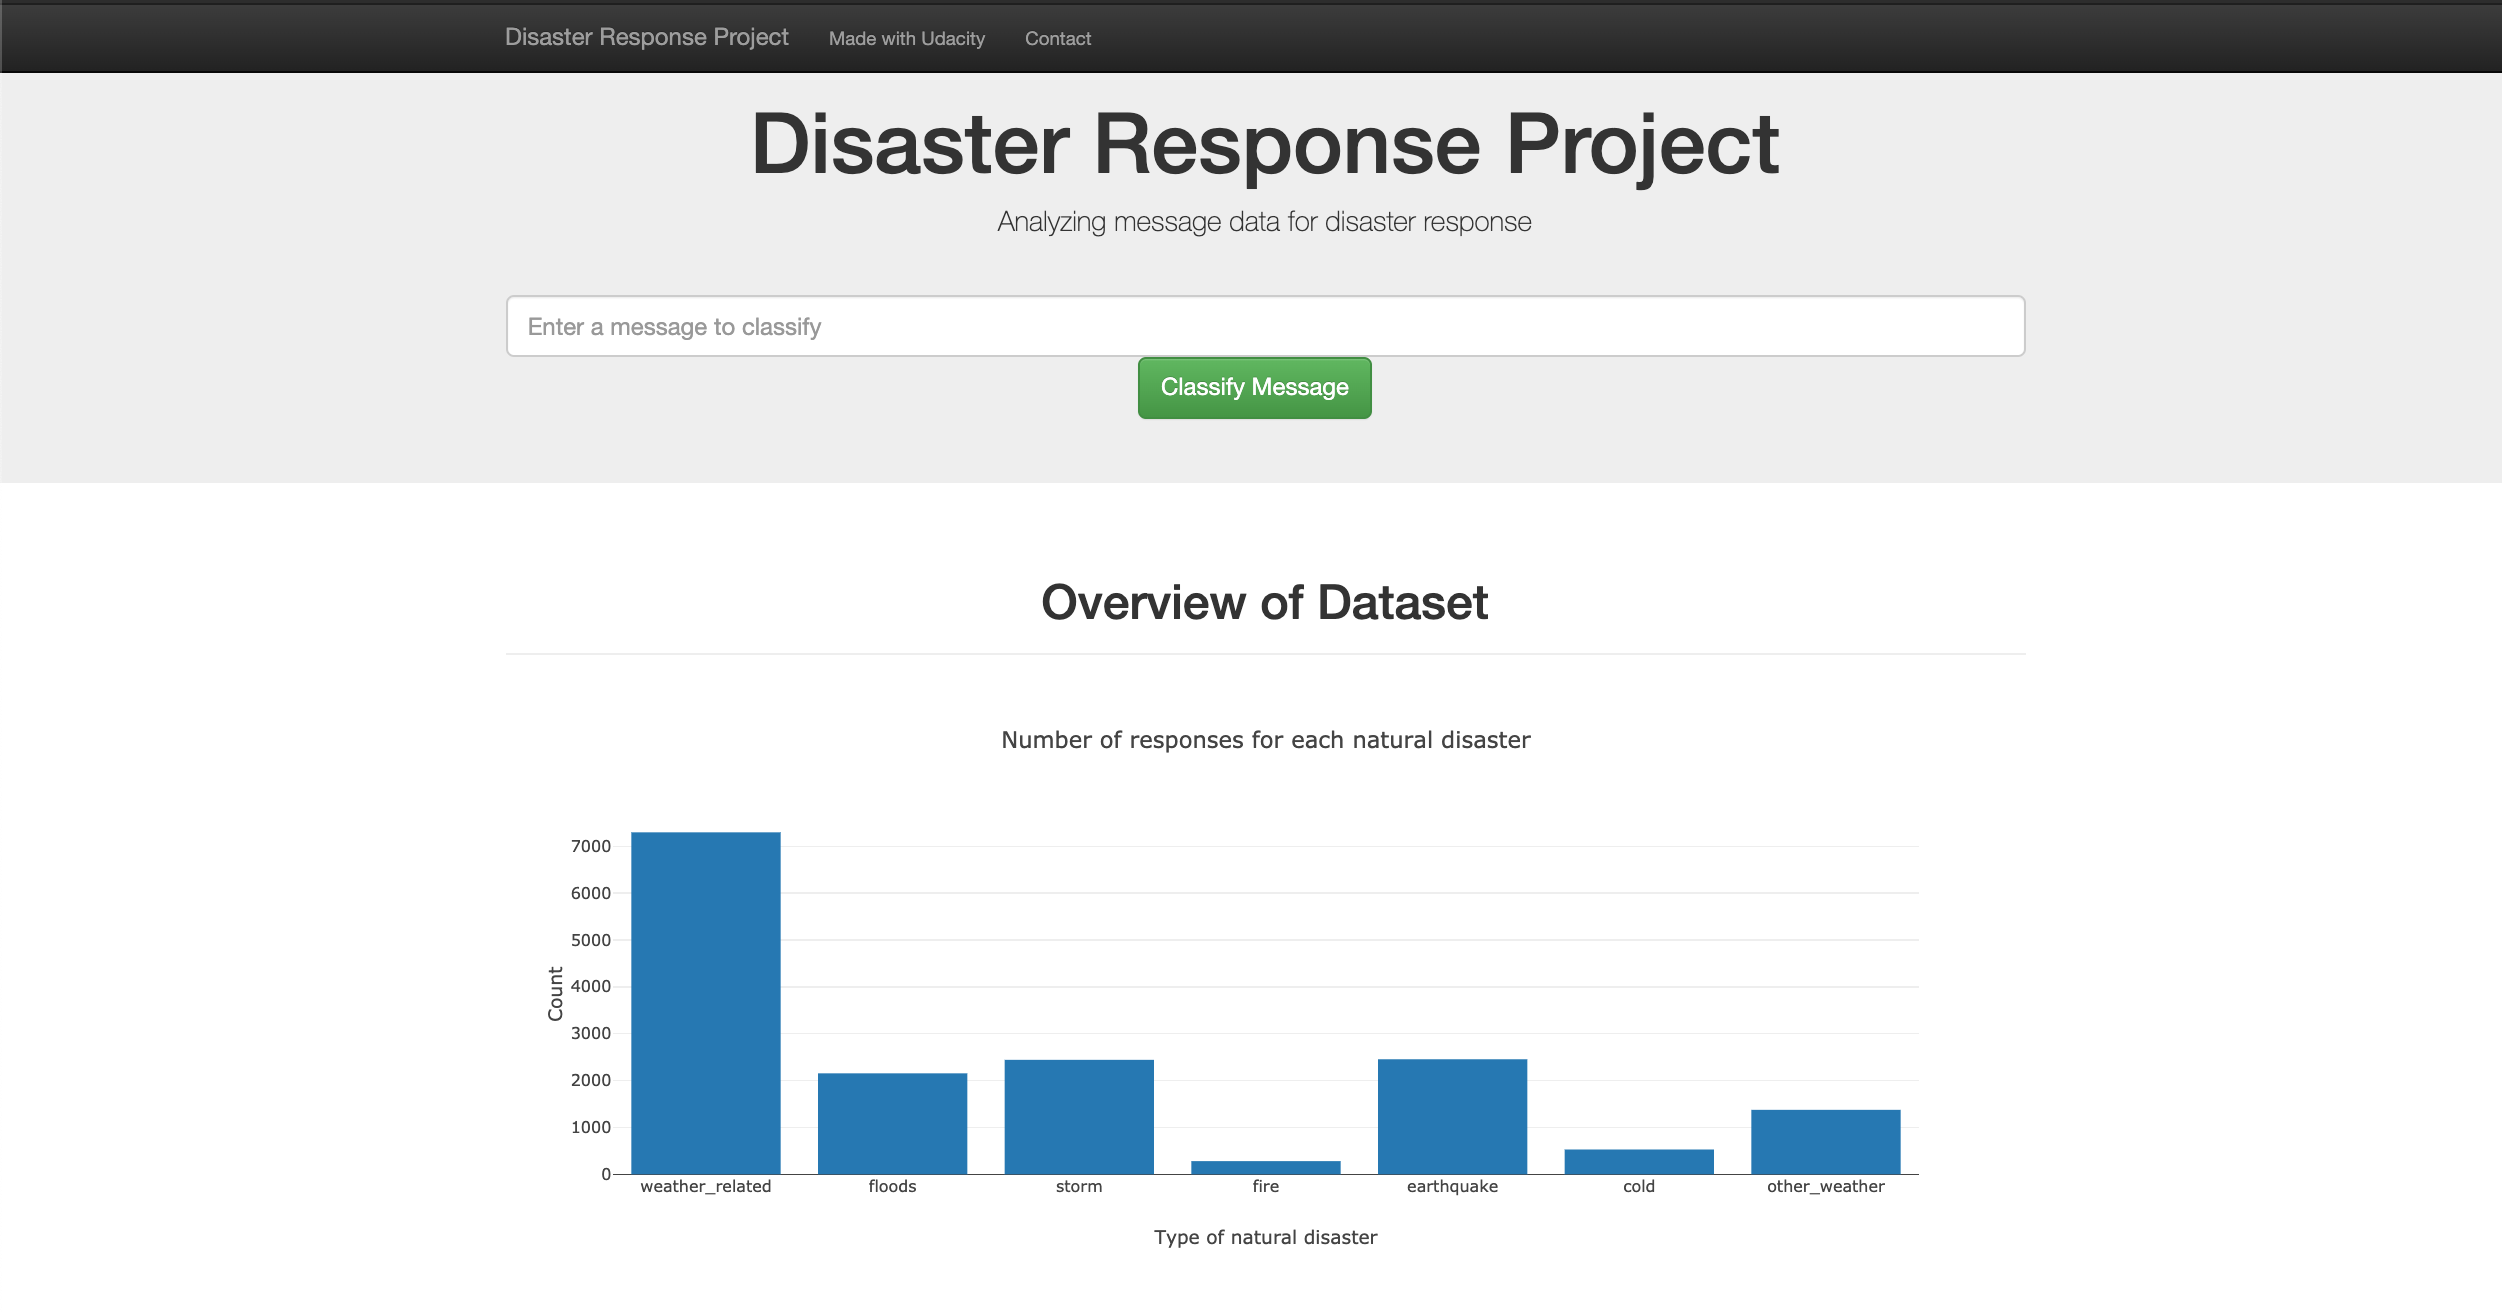 Disaster Response Project Made with Udacity Contact
Disaster Response Project
Analyzing message data for disaster response
Enter a message to classify
Classify Message
Overview of Dataset
Number of responses for each natural disaster
7000
6000
5000
4000
3000
2000
1000
0
Count
weather_related floods storm fire earthquake cold other_weather
Type of natural disaster